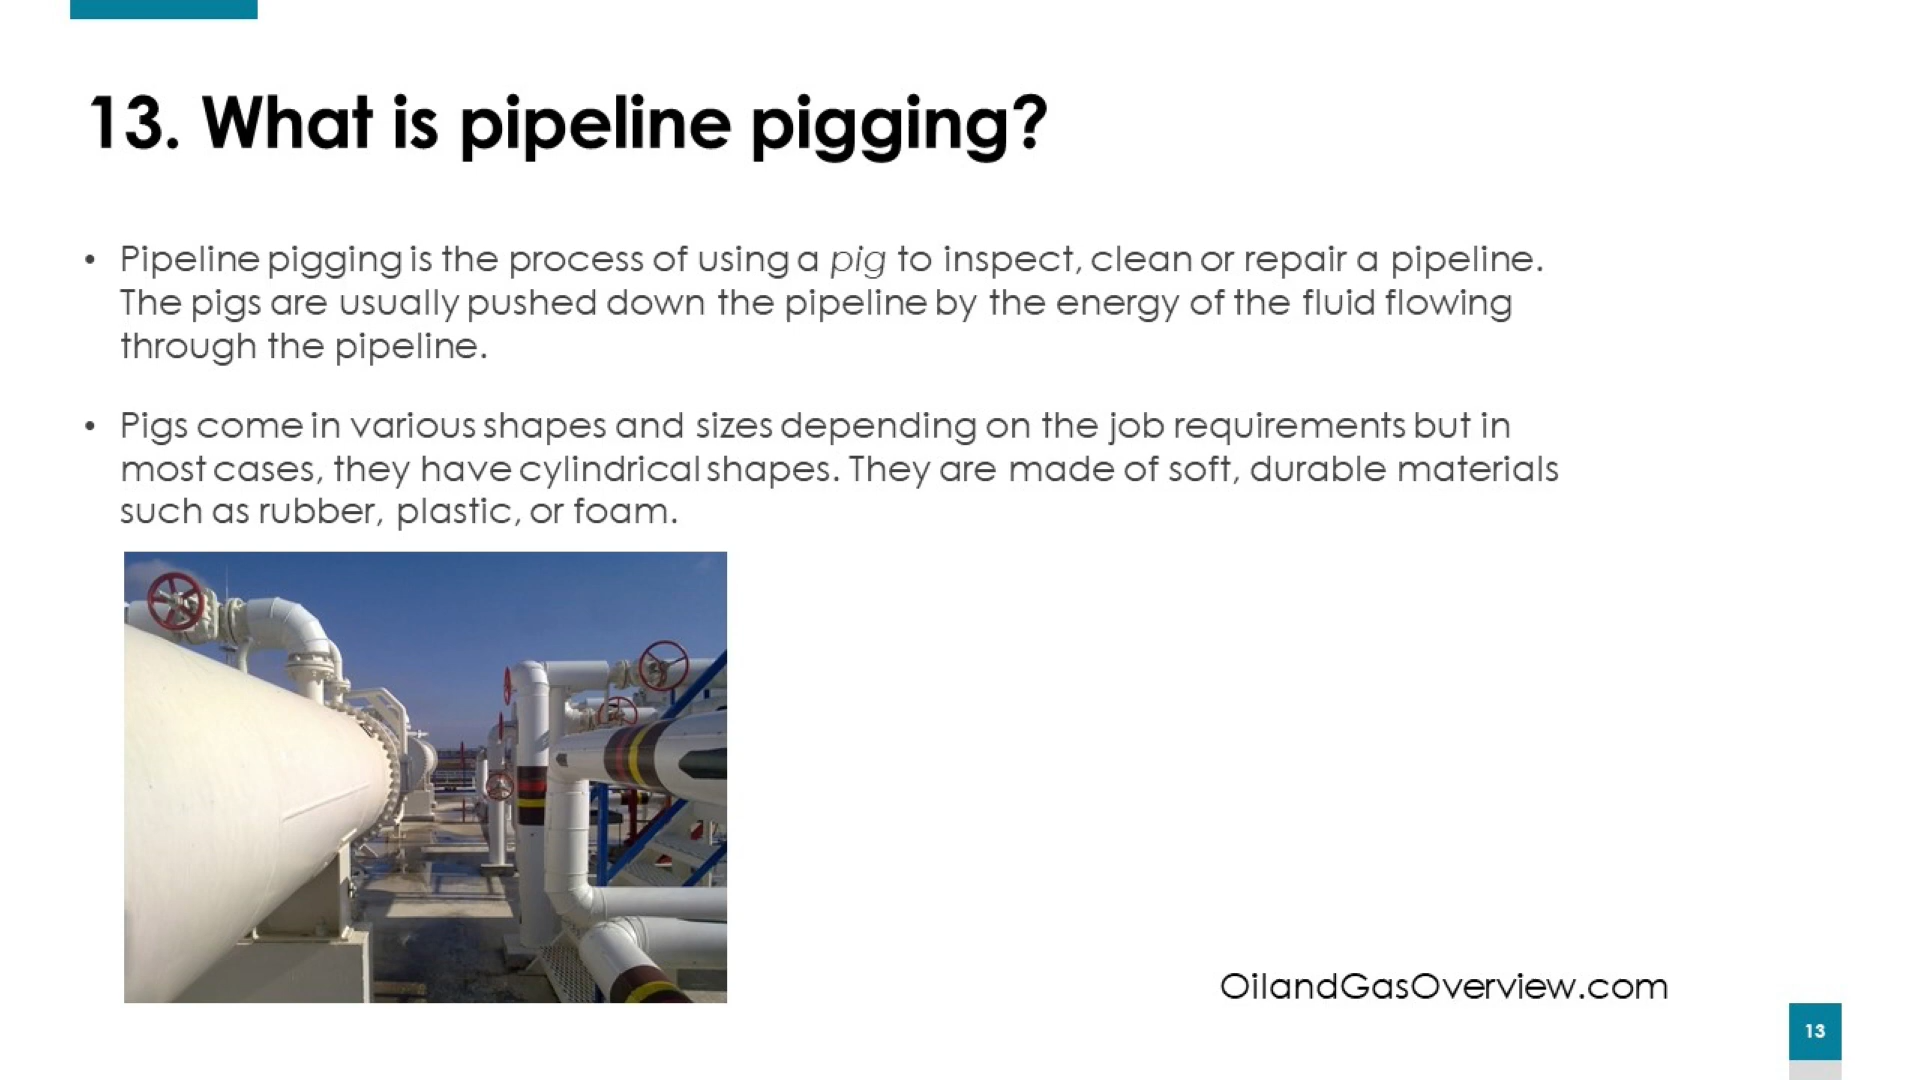 13. What is pipeline pigging?
• Pipeline pigging is the process of using a pig to inspect, clean or repair a pipeline.
The pigs are usually pushed down the pipeline by the energy of the fluid flowing
through the pipeline.
• Pigs come in various shapes and sizes depending on the job requirements but in
most cases, they have cylindrical shapes. They are made of soft, durable materials
such as rubber, plastic, or foam.
OilandGasOverview.com
13